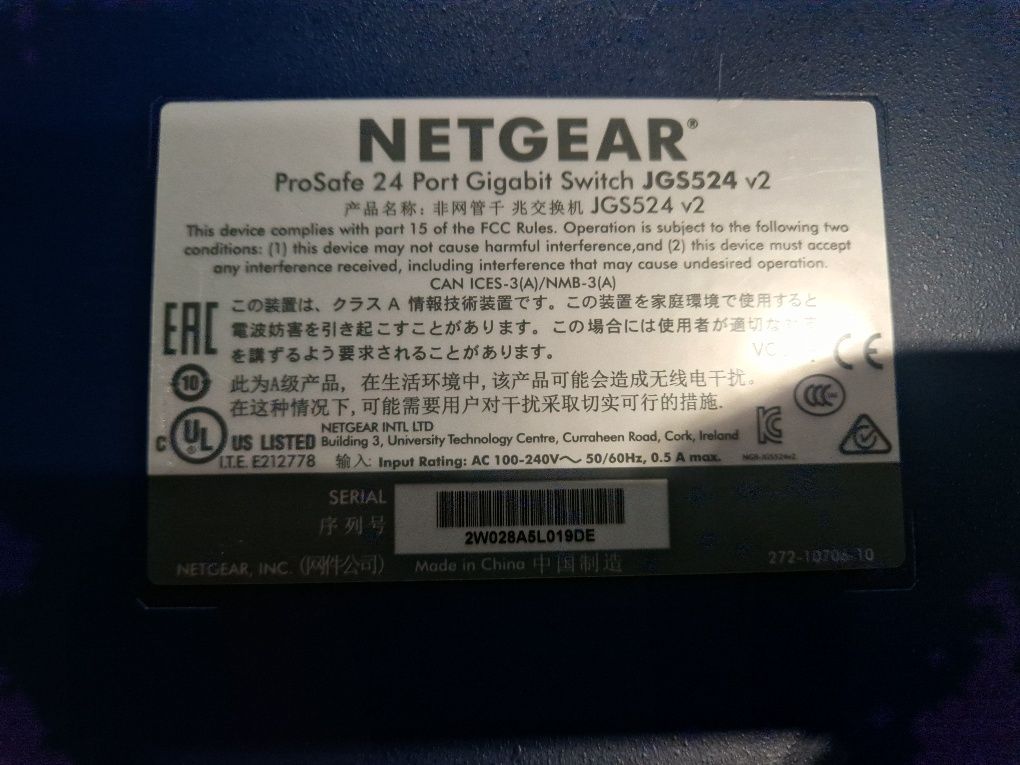 NETGEAR®
ProSafe 24 Port Gigabit Switch JGS524 v2
产品名称: 非网管千 兆交换机 JGS524 v2
This device complies with part 15 of the FCC Rules. Operation is subject to the following two
conditions: (1) this device may not cause harmful interference,and (2) this device must accept
any interference received, including interference that may cause undesired operation.
CAN ICES-3(A)/NMB-3(A)
この装置は、クラス A 情報技術装置です。この装置を家庭環境で使用すると
電波妨害を引き起こすことがあります。この場合には使用者が適切な
を講ずるよう要求されることがあります。
EAC
CE
10
此为A级产品, 在生活环境中, 该产品可能会造成无线电干扰。
在这种情况下, 可能需要用户对干扰采取切实可行的措施.
CCC
c UL ® US LISTED
I.T.E. E212778
NETGEAR INTL LTD
Building 3, University Technology Centre, Curraheen Road, Cork, Ireland
输入: Input Rating: AC 100-240V～ 50/60Hz, 0.5 A max.
NGR-JGS524v2
SERIAL
序列号
2W028A5L019DE
NETGEAR, INC. (网件公司) Made in China 中国制造
272-10706-10